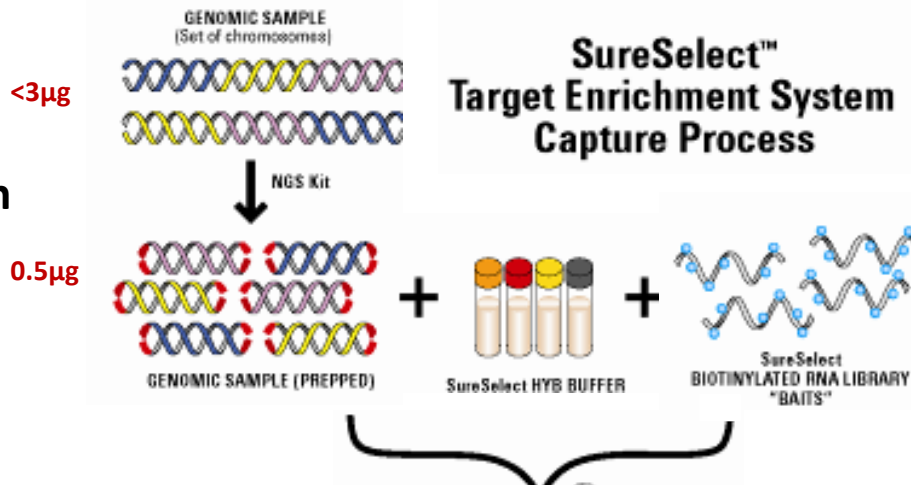 GENOMIC SAMPLE
(Set of chromosomes)
SureSelect™
Target Enrichment System
Capture Process
<3µg
NGS Kit
n
0.5µg
+
+
GENOMIC SAMPLE (PREPPED)
SureSelect HYB BUFFER
SureSelect
BIOTINYLATED RNA LIBRARY
"BAITS"